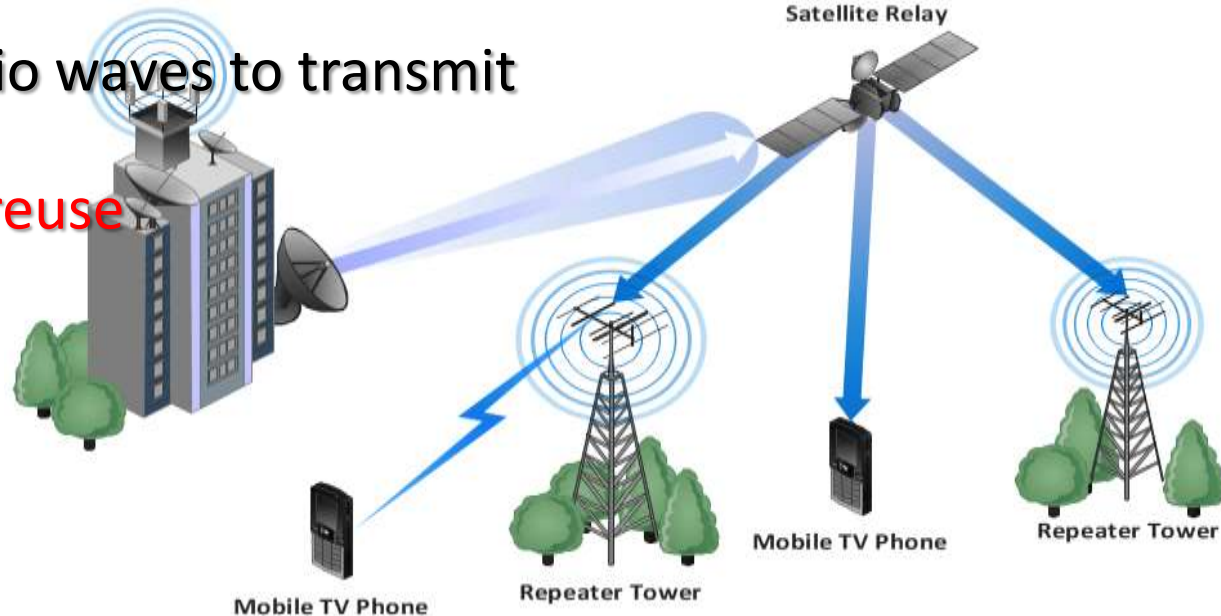 Satellite Relay
io waves to transmit
reuse
Mobile TV Phone
Repeater Tower
Repeater Tower
Mobile TV Phone